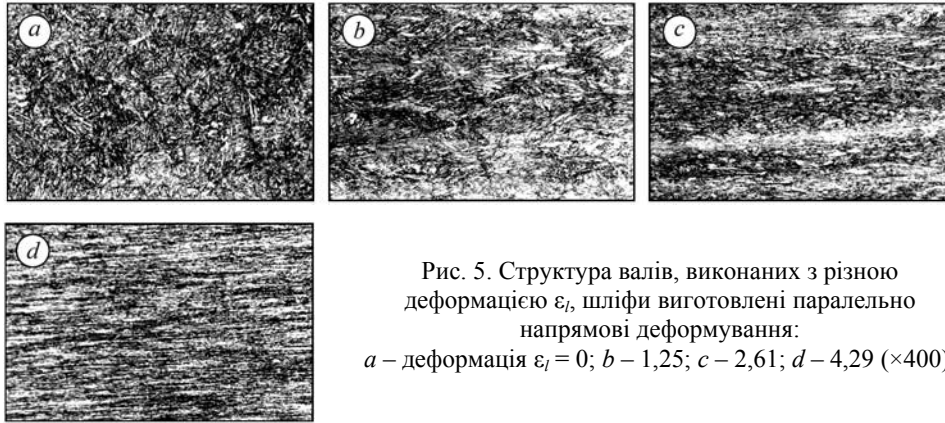 a
b
c
d
Рис. 5. Структура валів, виконаних з різною
деформацією εl, шліфи виготовлені паралельно
напрямові деформування:
a – деформація εl = 0; b – 1,25; c – 2,61; d – 4,29 (×400)